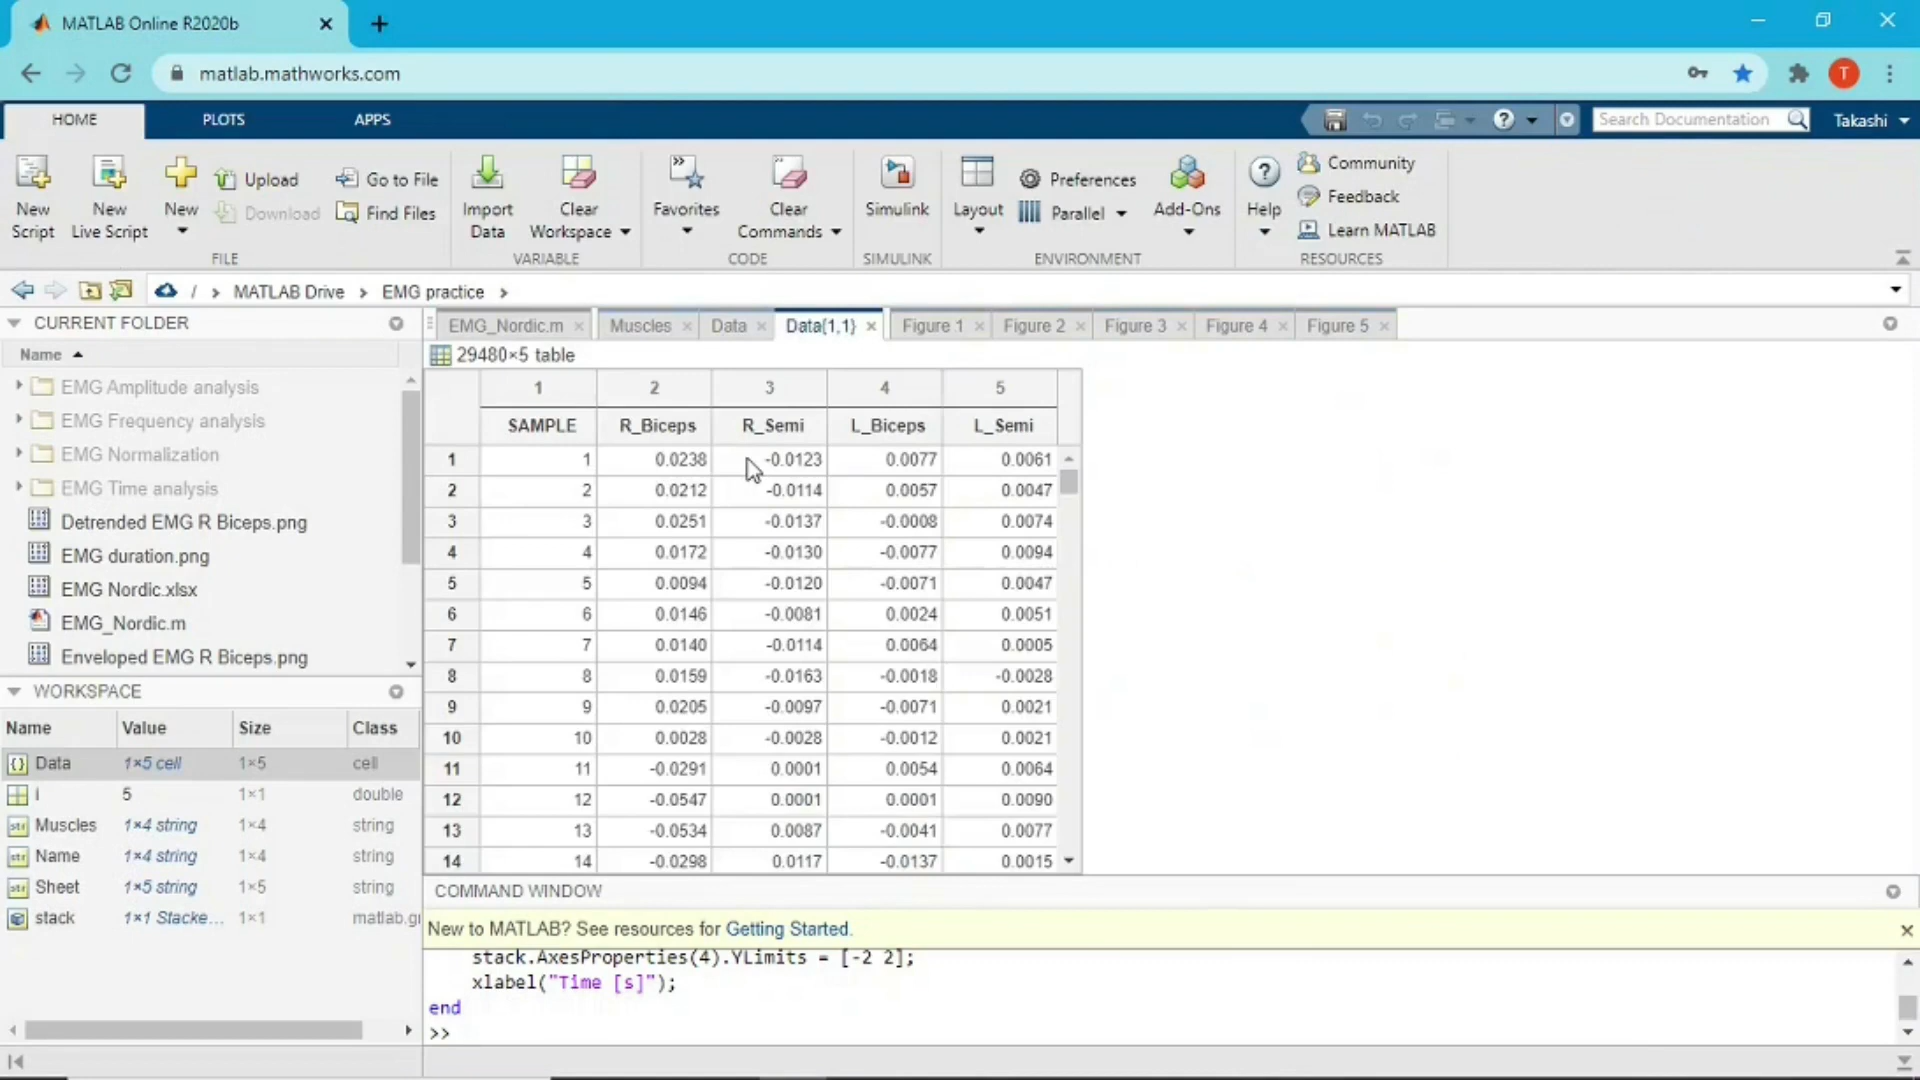 MATLAB Online R2020b
matlab.mathworks.com
T
HOME PLOTS APPS
Search Documentation
Takashi
New Script
New Live Script
New
Upload
Download
Go to File
Find Files
FILE
Import Data
Clear Workspace
VARIABLE
Favorites
Clear Commands
CODE
Simulink
SIMULINK
Layout
Preferences
Parallel
Add-Ons
ENVIRONMENT
Help
Community
Feedback
Learn MATLAB
RESOURCES
/ > MATLAB Drive > EMG practice >
CURRENT FOLDER
Name
EMG Amplitude analysis
EMG Frequency analysis
EMG Normalization
EMG Time analysis
Detrended EMG R Biceps.png
EMG duration.png
EMG Nordic.xlsx
EMG_Nordic.m
Enveloped EMG R Biceps.png
WORKSPACE
Name Value Size Class
Data 1×5 cell 1×5 cell
i 5 1×1 double
Muscles 1×4 string 1×4 string
Name 1×4 string 1×4 string
Sheet 1×5 string 1×5 string
stack 1×1 Stacke... 1×1 matlab.gr
EMG_Nordic.m Muscles Data Data{1,1} Figure 1 Figure 2 Figure 3 Figure 4 Figure 5
29480×5 table
1 2 3 4 5
SAMPLE R_Biceps R_Semi L_Biceps L_Semi
1 1 0.0238 -0.0123 0.0077 0.0061
2 2 0.0212 -0.0114 0.0057 0.0047
3 3 0.0251 -0.0137 -0.0008 0.0074
4 4 0.0172 -0.0130 -0.0077 0.0094
5 5 0.0094 -0.0120 -0.0071 0.0047
6 6 0.0146 -0.0081 0.0024 0.0051
7 7 0.0140 -0.0114 0.0064 0.0005
8 8 0.0159 -0.0163 -0.0018 -0.0028
9 9 0.0205 -0.0097 -0.0071 0.0021
10 10 0.0028 -0.0028 -0.0012 0.0021
11 11 -0.0291 0.0001 0.0054 0.0064
12 12 -0.0547 0.0001 0.0001 0.0090
13 13 -0.0534 0.0087 -0.0041 0.0077
14 14 -0.0298 0.0117 -0.0137 0.0015
COMMAND WINDOW
New to MATLAB? See resources for Getting Started.
stack.AxesProperties(4).YLimits = [-2 2];
xlabel("Time [s]");
end
>>